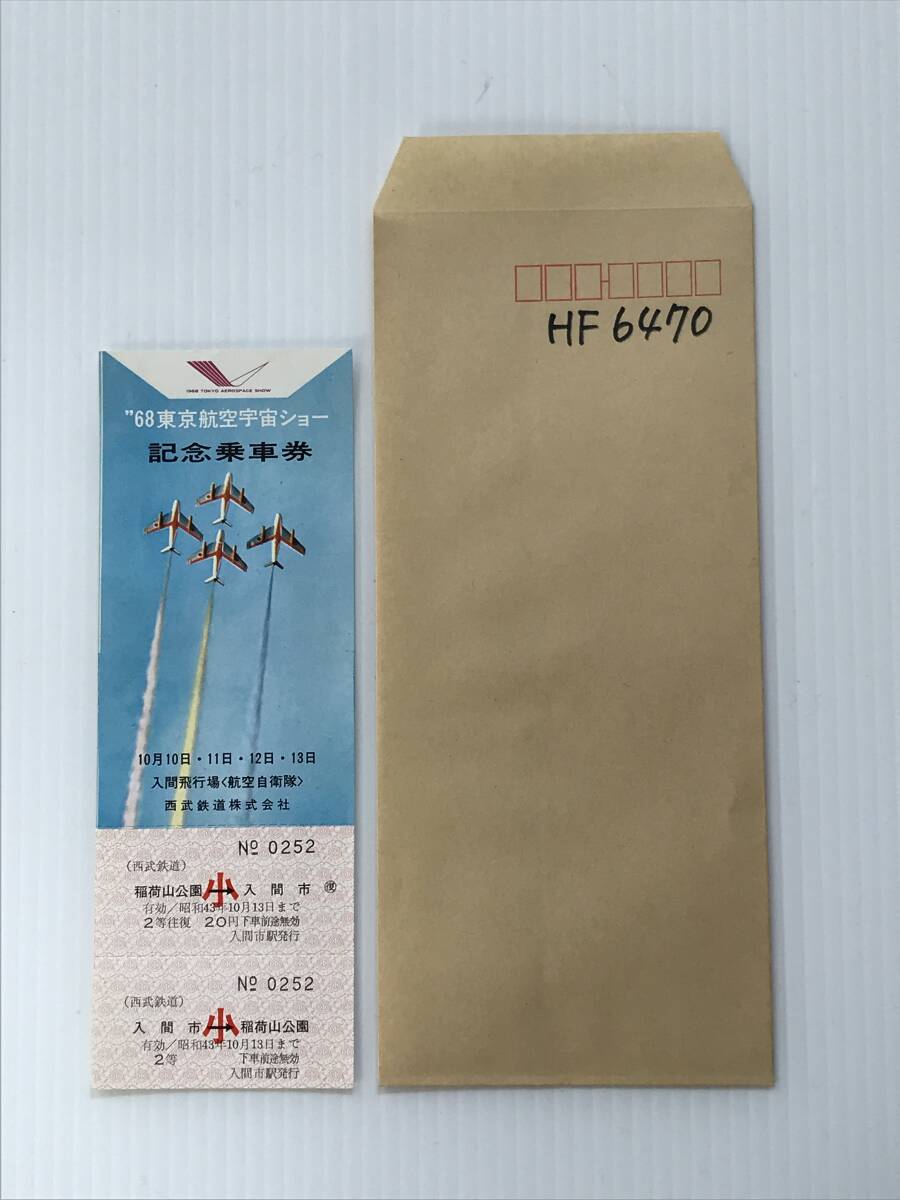 1968 TOKYO AEROSPACE SHOW
"68東京航空宇宙ショー
記念乗車券
10月10日・11日・12日・13日
入間飛行場<航空自衛隊>
西武鉄道株式会社
№ 0252
(西武鉄道)
稲荷山公園 小→ 入間市 復
有効/昭和43年10月13日まで
2等往復 20円 下車前途無効
入間市駅発行
№ 0252
(西武鉄道)
入間市 小→ 稲荷山公園
有効/昭和43年10月13日まで
2等 下車前途無効
入間市駅発行
HF 6470